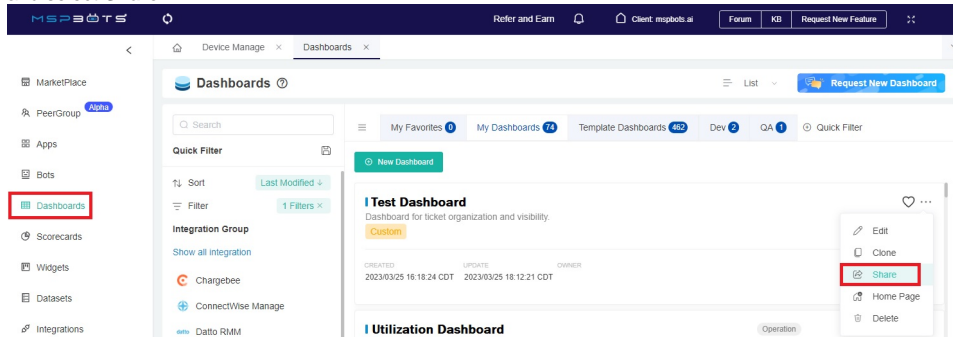 MSPBOTS
Refer and Earn
Client: mspbots.ai
Forum
KB
Request New Feature
Device Manage ×
Dashboards ×
MarketPlace
PeerGroup Alpha
Apps
Bots
Dashboards
Scorecards
Widgets
Datasets
Integrations
Dashboards
List
Request New Dashboard
Search
Quick Filter
Sort
Last Modified ↓
Filter
1 Filters ×
Integration Group
Show all integration
Chargebee
ConnectWise Manage
Datto RMM
My Favorites 0
My Dashboards 74
Template Dashboards 462
Dev 2
QA 1
Quick Filter
New Dashboard
Test Dashboard
Dashboard for ticket organization and visibility.
Custom
CREATED
UPDATE
OWNER
2023/03/25 16:18:24 CDT
2023/03/25 18:12:21 CDT
Edit
Clone
Share
Home Page
Delete
Utilization Dashboard
Operation